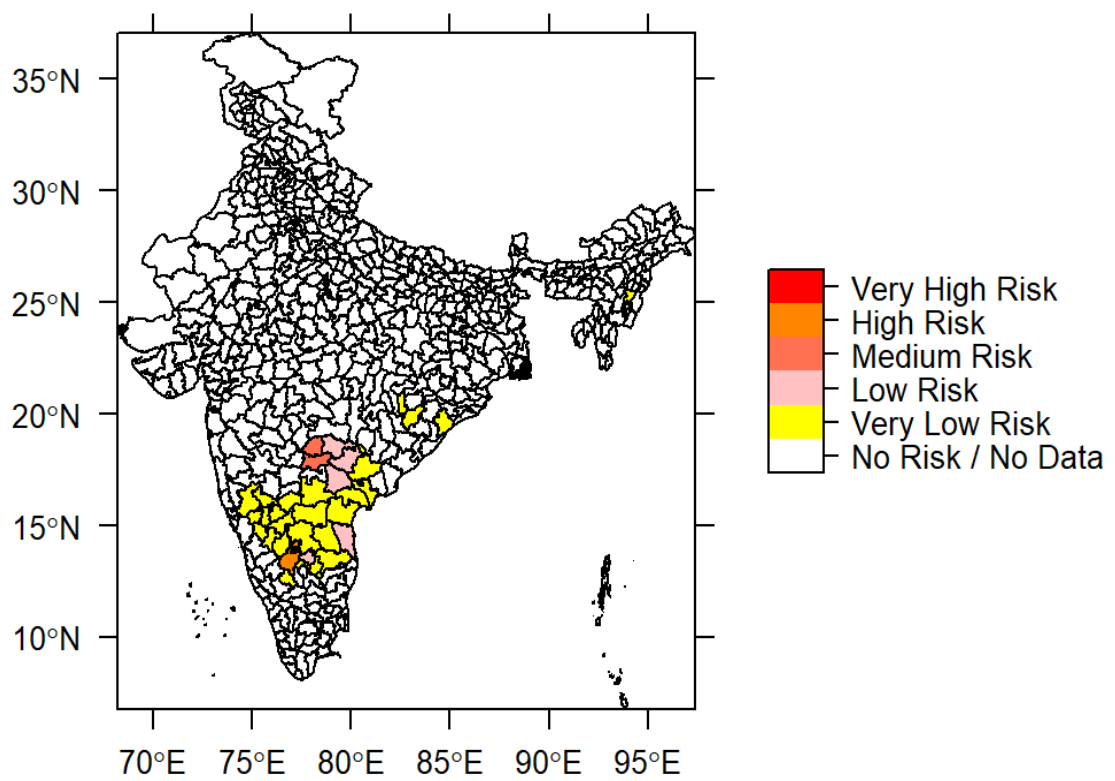 35°N
30°N
25°N
20°N
15°N
10°N
70°E 75°E 80°E 85°E 90°E 95°E
Very High Risk
High Risk
Medium Risk
Low Risk
Very Low Risk
No Risk / No Data